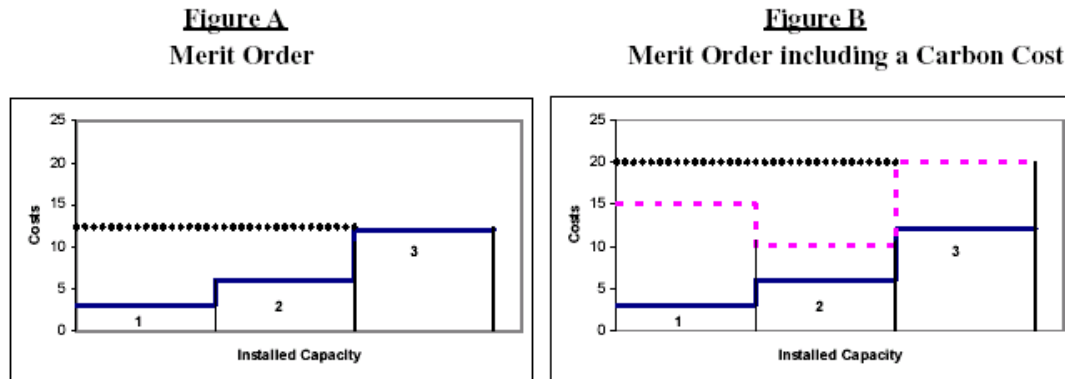 Figure A
Merit Order
25
20
15
10
5
0
Costs
1
2
3
Installed Capacity
Figure B
Merit Order including a Carbon Cost
25
20
15
10
5
0
Costs
1
2
3
Installed Capacity